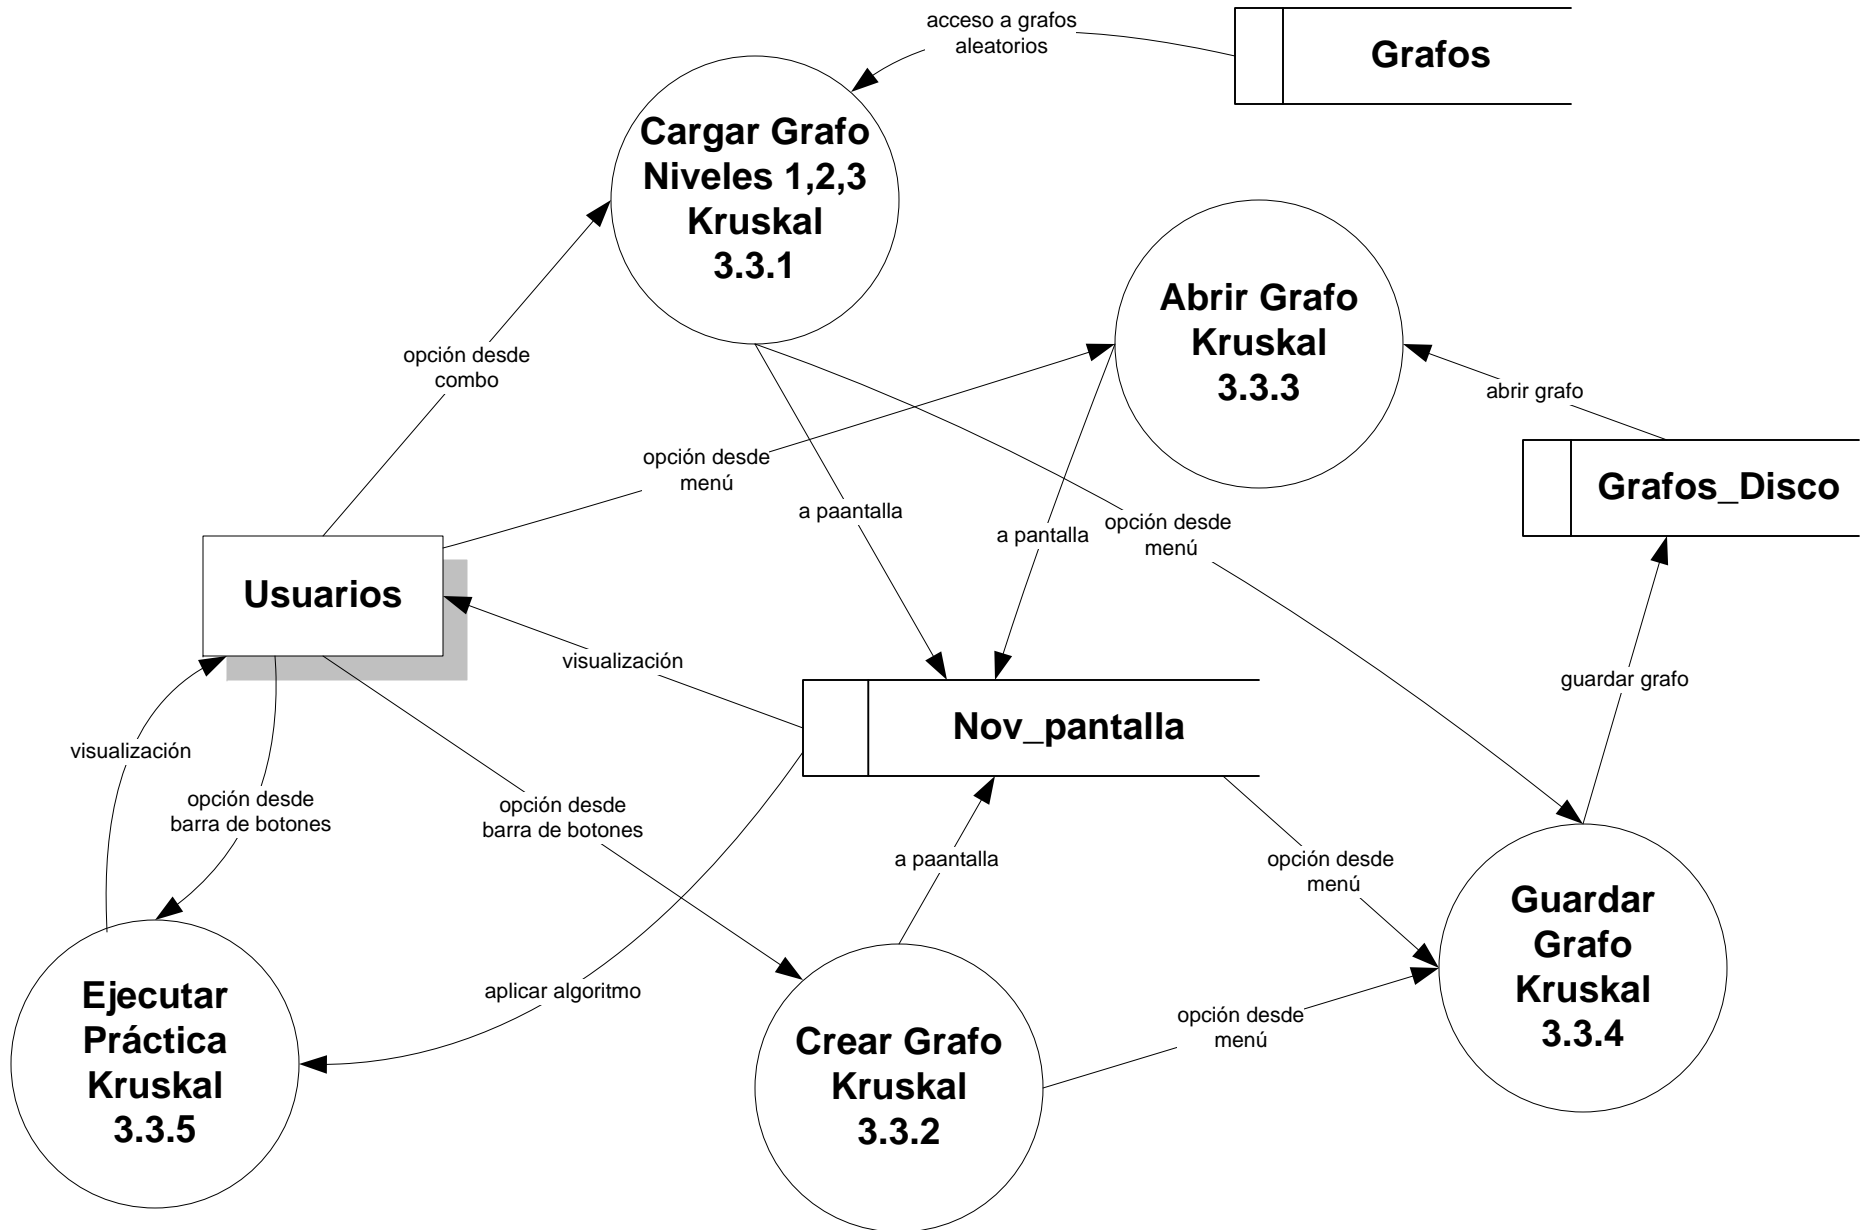 acceso a grafos
aleatorios
Grafos
Cargar Grafo
Niveles 1,2,3
Kruskal
3.3.1
Abrir Grafo
Kruskal
3.3.3
opción desde
combo
abrir grafo
opción desde
menú
Grafos_Disco
a paantalla
a pantalla
opción desde
menú
Usuarios
visualización
guardar grafo
Nov_pantalla
visualización
opción desde
barra de botones
opción desde
barra de botones
a paantalla
opción desde
menú
Guardar
Grafo
Kruskal
3.3.4
aplicar algoritmo
Ejecutar
Práctica
Kruskal
3.3.5
opción desde
menú
Crear Grafo
Kruskal
3.3.2